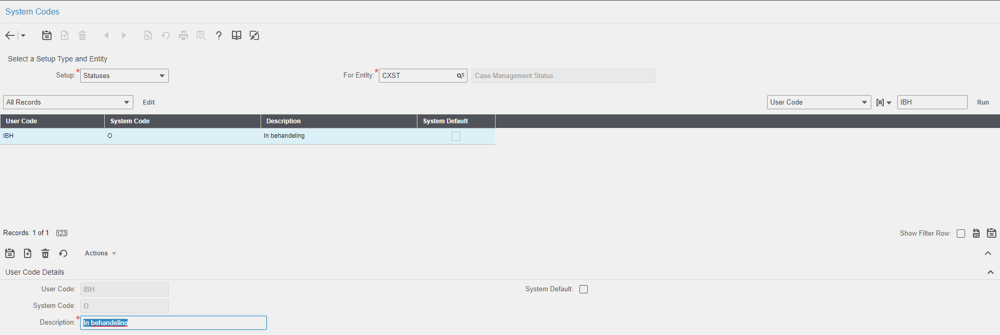 System Codes
Select a Setup Type and Entity
Setup: * Statuses For Entity: * CXST Case Management Status
All Records Edit User Code [A] IBH Run
User Code System Code Description System Default
IBH O In behandeling
Records: 1 of 1 123 Show Filter Row:
Actions
User Code Details
User Code: IBH System Default:
System Code: O
Description: * In behandeling